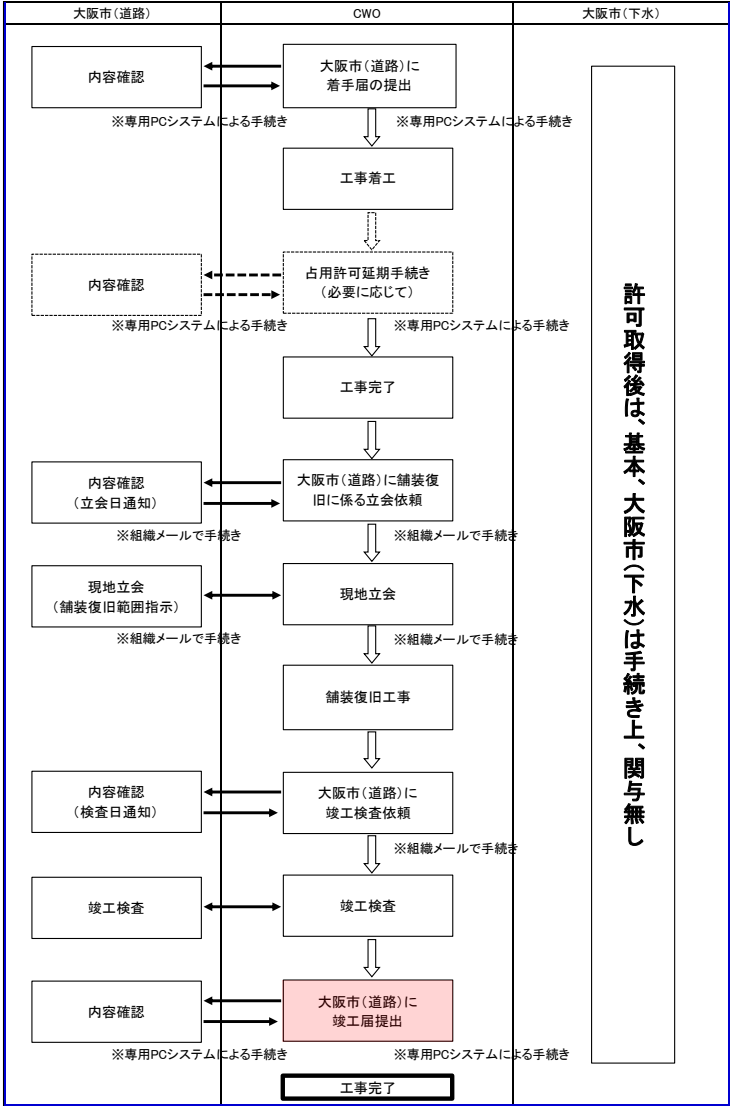 大阪市(道路)
CWO
大阪市(下水)
内容確認
大阪市(道路)に
着手届の提出
※専用PCシステムによる手続き
※専用PCシステムによる手続き
工事着工
内容確認
占用許可延期手続き
(必要に応じて)
※専用PCシステムによる手続き
※専用PCシステムによる手続き
工事完了
内容確認
(立会日通知)
大阪市(道路)に舗装復
旧に係る立会依頼
※組織メールで手続き
※組織メールで手続き
現地立会
(舗装復旧範囲指示)
現地立会
※組織メールで手続き
※組織メールで手続き
舗装復旧工事
内容確認
(検査日通知)
大阪市(道路)に
竣工検査依頼
※組織メールで手続き
竣工検査
竣工検査
内容確認
大阪市(道路)に
竣工届提出
※専用PCシステムによる手続き
※専用PCシステムによる手続き
工事完了
許可取得後は、基本、大阪市(下水)は手続き上、関与無し